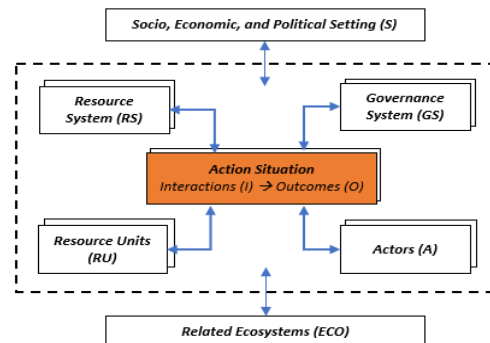 Socio, Economic, and Political Setting (S)
Resource
System (RS)
Governance
System (GS)
Action Situation
Interactions (I) → Outcomes (O)
Resource Units
(RU)
Actors (A)
Related Ecosystems (ECO)